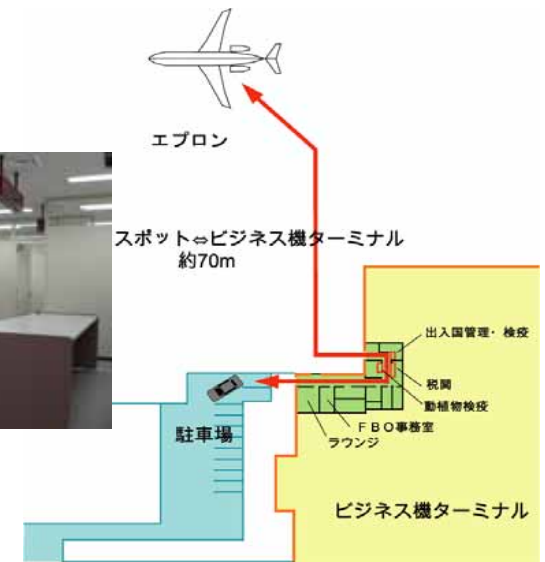 エプロン
スポット⇔ビジネス機ターミナル
約70m
出入国管理・検疫
税関
動植物検疫
FBO事務室
ラウンジ
駐車場
ビジネス機ターミナル